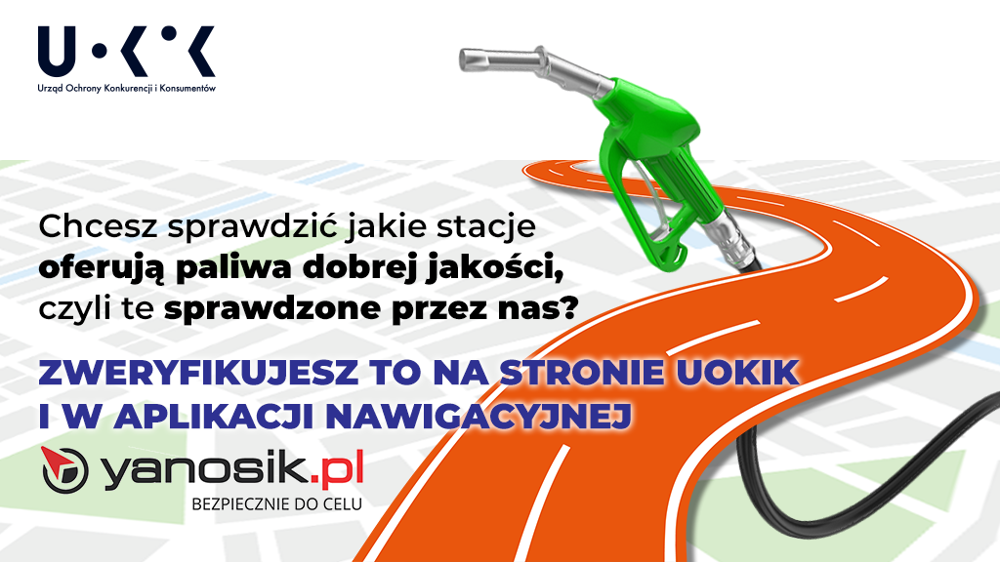 UOKiK
Urząd Ochrony Konkurencji i Konsumentów
Chcesz sprawdzić jakie stacje
oferują paliwa dobrej jakości,
czyli te sprawdzone przez nas?
ZWERYFIKUJESZ TO NA STRONIE UOKIK
I W APLIKACJI NAWIGACYJNEJ
yanosik.pl
BEZPIECZNIE DO CELU